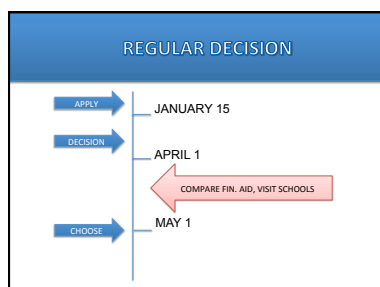 REGULAR DECISION
APPLY
JANUARY 15
DECISION
APRIL 1
COMPARE FIN. AID, VISIT SCHOOLS
CHOOSE
MAY 1